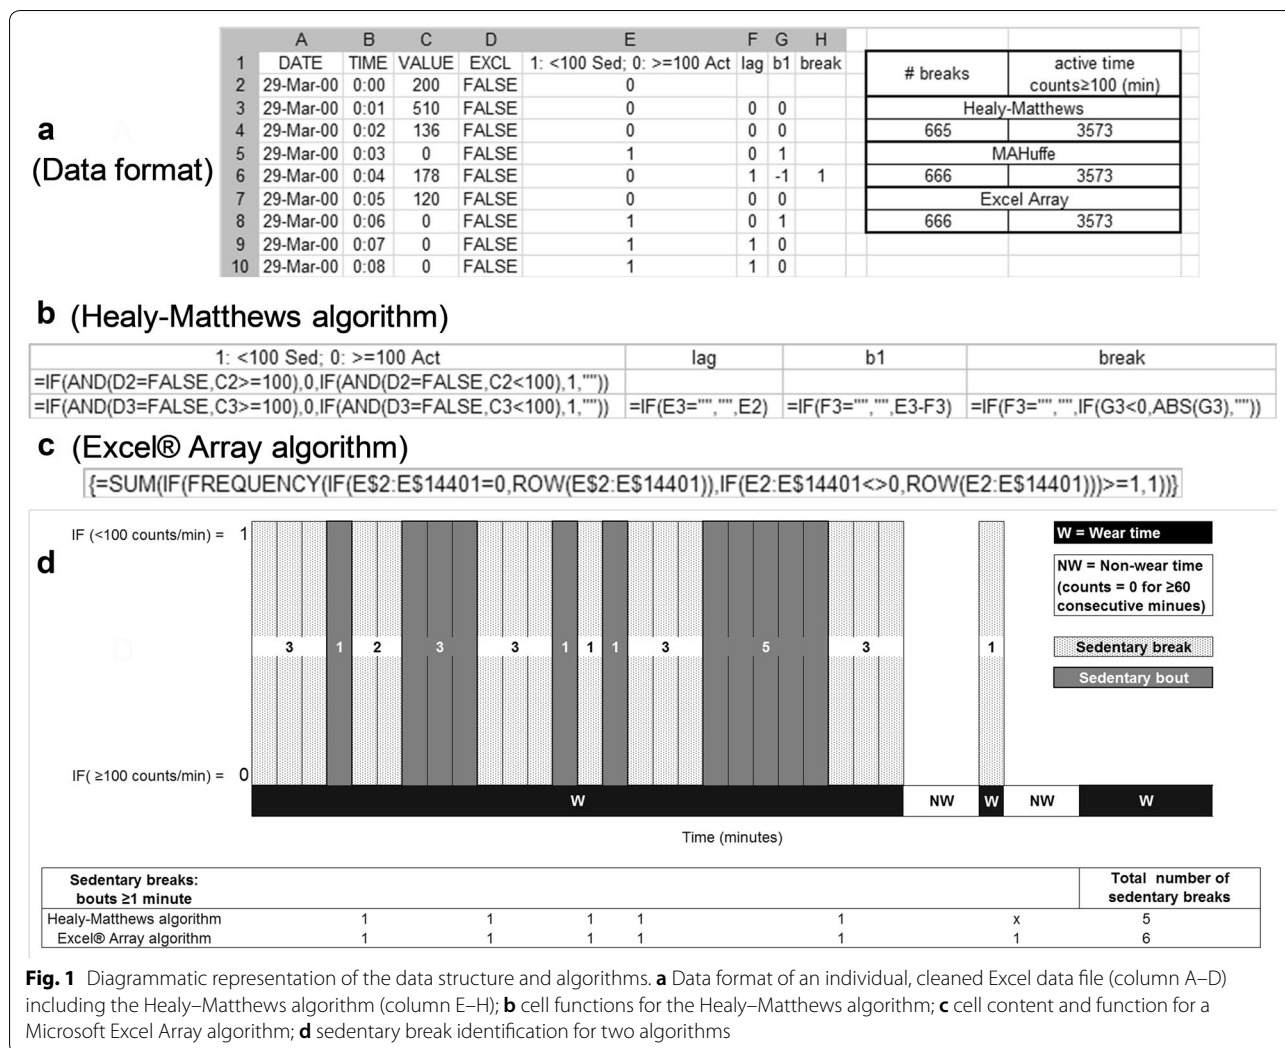 a
(Data format)
A B C D E F G H
1 DATE TIME VALUE EXCL 1: <100 Sed; 0: >=100 Act lag b1 break
2 29-Mar-00 0:00 200 FALSE 0
3 29-Mar-00 0:01 510 FALSE 0 0 0
4 29-Mar-00 0:02 136 FALSE 0 0 0
5 29-Mar-00 0:03 0 FALSE 1 0 1
6 29-Mar-00 0:04 178 FALSE 0 1 -1 1
7 29-Mar-00 0:05 120 FALSE 0 0 0
8 29-Mar-00 0:06 0 FALSE 1 0 1
9 29-Mar-00 0:07 0 FALSE 1 1 0
10 29-Mar-00 0:08 0 FALSE 1 1 0
# breaks
active time
counts≥100 (min)
Healy-Matthews
665 3573
MAHuffe
666 3573
Excel Array
666 3573
b (Healy-Matthews algorithm)
1: <100 Sed; 0: >=100 Act lag b1 break
=IF(AND(D2=FALSE,C2>=100),0,IF(AND(D2=FALSE,C2<100),1,""))
=IF(AND(D3=FALSE,C3>=100),0,IF(AND(D3=FALSE,C3<100),1,"")) =IF(E3="","",E2) =IF(F3="","",E3-F3) =IF(F3="","",IF(G3<0,ABS(G3),""))
c (Excel® Array algorithm)
{=SUM(IF(FREQUENCY(IF(E$2:E$14401=0,ROW(E$2:E$14401)),IF(E2:E$14401<>0,ROW(E2:E$14401)))>=1,1))}
d
IF (<100 counts/min) = 1
3 1 2 3 3 1 1 1 3 5 3 1
IF( ≥100 counts/min) = 0
W NW W NW W
Time (minutes)
W = Wear time
NW = Non-wear time
(counts = 0 for ≥60
consecutive minues)
Sedentary break
Sedentary bout
Sedentary breaks:
bouts ≥1 minute
Total number of
sedentary breaks
Healy-Matthews algorithm 1 1 1 1 1 x 5
Excel® Array algorithm 1 1 1 1 1 1 6
Fig. 1 Diagrammatic representation of the data structure and algorithms. a Data format of an individual, cleaned Excel data file (column A–D)
including the Healy–Matthews algorithm (column E–H); b cell functions for the Healy–Matthews algorithm; c cell content and function for a
Microsoft Excel Array algorithm; d sedentary break identification for two algorithms